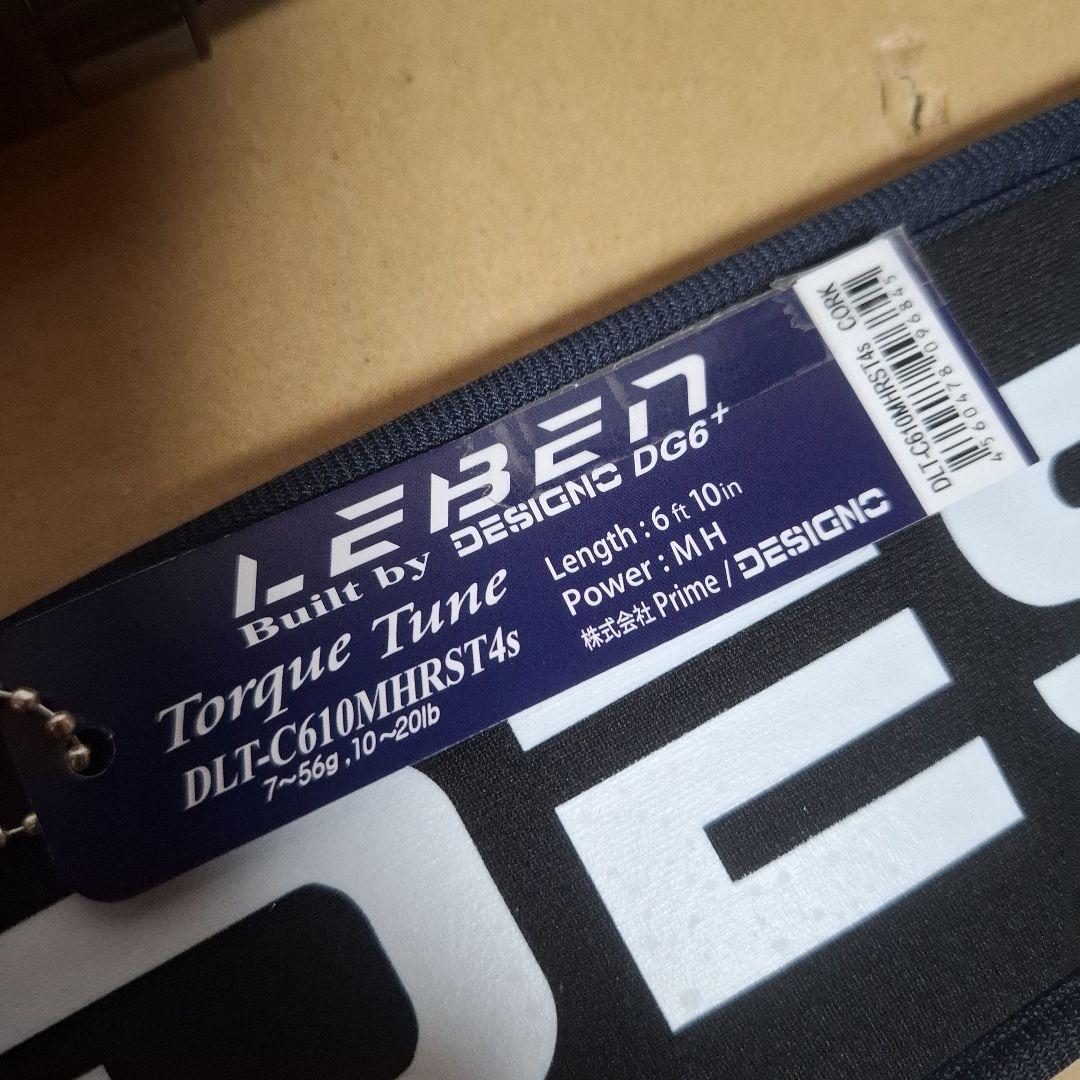 LEBEN
Built by DESIGNO DG6+
Torque Tune
DLT-C610MHRST4s
7~56g ,10~20lb
Length : 6 ft 10in
Power : MH
株式会社 Prime / DESIGNO
DLT-C610MHRST4s CORK
4560478096845
DES